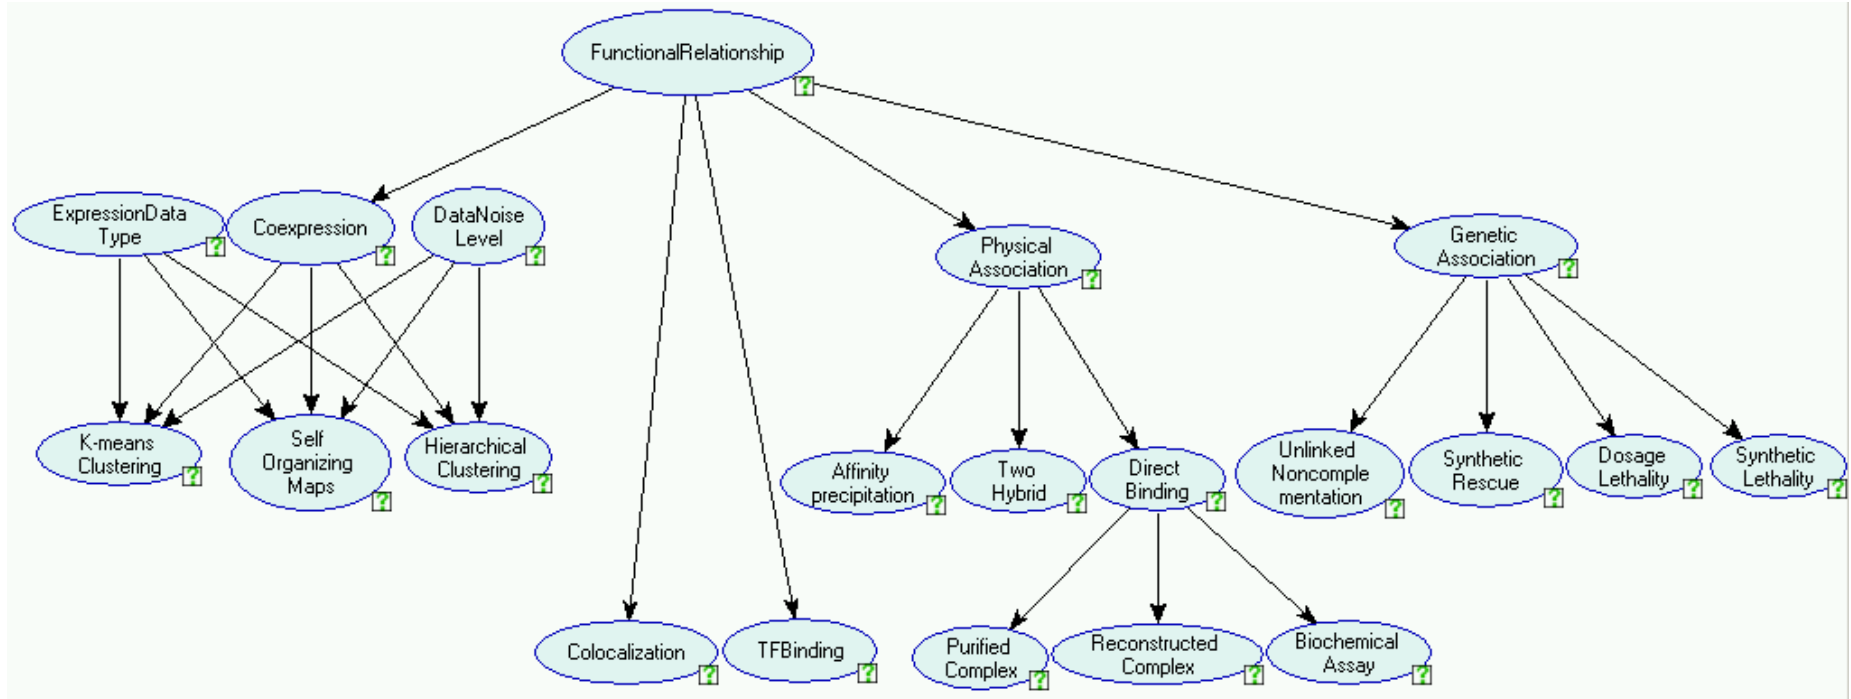 FunctionalRelationship
?
ExpressionData
Type
?
Coexpression
?
DataNoise
Level
?
Physical
Association
?
Genetic
Association
?
K-means
Clustering
?
Self
Organizing
Maps
?
Hierarchical
Clustering
?
Affinity
precipitation
?
Two
Hybrid
?
Direct
Binding
?
Unlinked
Noncomple
mentation
?
Synthetic
Rescue
?
Dosage
Lethality
?
Synthetic
Lethality
?
Colocalization
?
TFBinding
?
Purified
Complex
?
Reconstructed
Complex
?
Biochemical
Assay
?